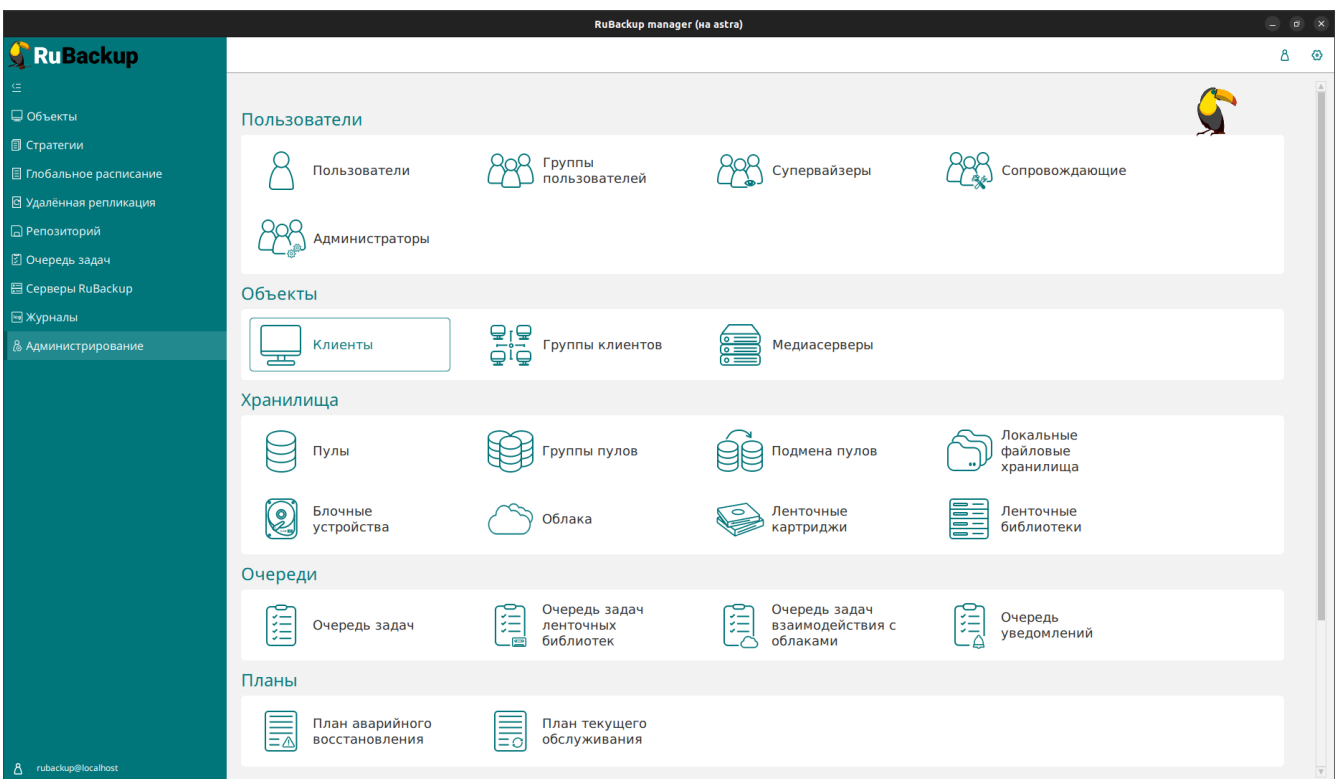 RuBackup manager (на astra)
RuBackup
Объекты
Стратегии
Глобальное расписание
Удалённая репликация
Репозиторий
Очередь задач
Серверы RuBackup
Журналы
Администрирование
rubackup@localhost
Пользователи
Пользователи
Группы
пользователей
Супервайзеры
Сопровождающие
Администраторы
Объекты
Клиенты
Группы клиентов
Медиасерверы
Хранилища
Пулы
Группы пулов
Подмена пулов
Локальные
файловые
хранилища
Блочные
устройства
Облака
Ленточные
картриджи
Ленточные
библиотеки
Очереди
Очередь задач
Очередь задач
ленточных
библиотек
Очередь задач
взаимодействия с
облаками
Очередь
уведомлений
Планы
План аварийного
восстановления
План текущего
обслуживания